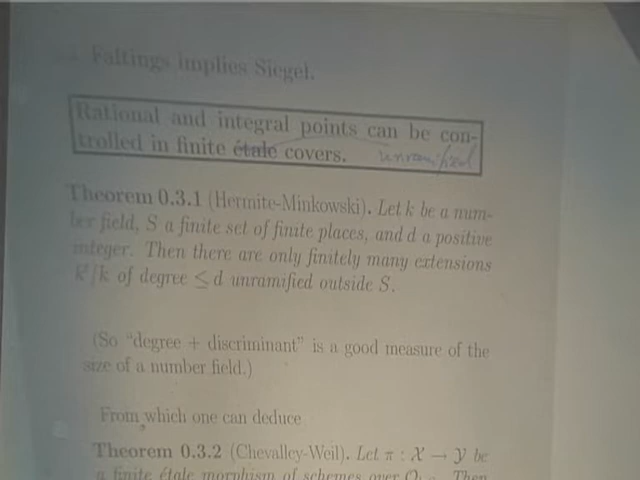 Faltings implies Siegel.
Rational and integral points can be con-
trolled in finite étale covers. unramified
Theorem 0.3.1 (Hermite-Minkowski). Let k be a num-
ber field, S a finite set of finite places, and d a positive
integer. Then there are only finitely many extensions
k'/k of degree ≤ d unramified outside S.
(So "degree + discriminant" is a good measure of the
size of a number field.)
From which one can deduce
Theorem 0.3.2 (Chevalley-Weil). Let π : 𝒳 → 𝒴 be
a finite étale morphism of schemes over Then